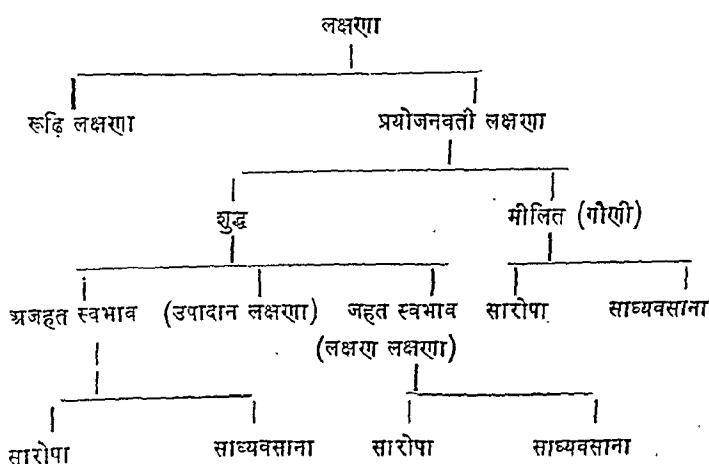 लक्षणा
रूढ़ि लक्षणा प्रयोजनवती लक्षणा
शुद्ध मीलित (गौणी)
अजहत स्वभाव (उपादान लक्षणा) जहत स्वभाव सारोपा साध्यवसाना
(लक्षण लक्षणा)
सारोपा साध्यवसाना सारोपा साध्यवसाना